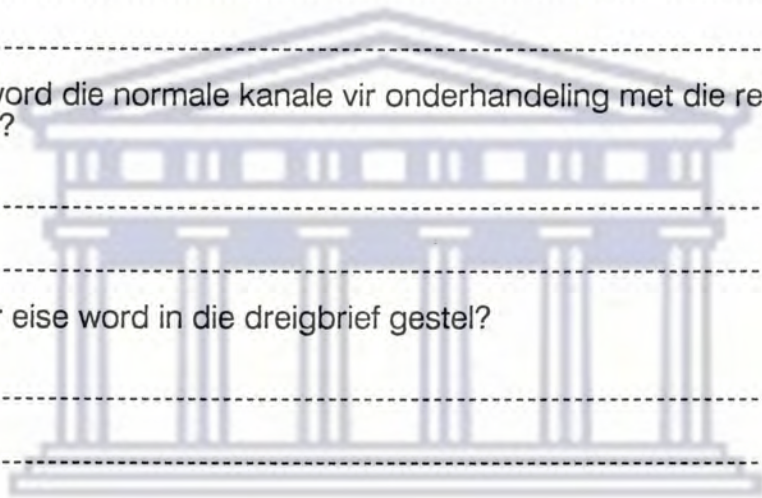 word die normale kanale vir onderhandeling met die re
?
eise word in die dreigbrief gestel?